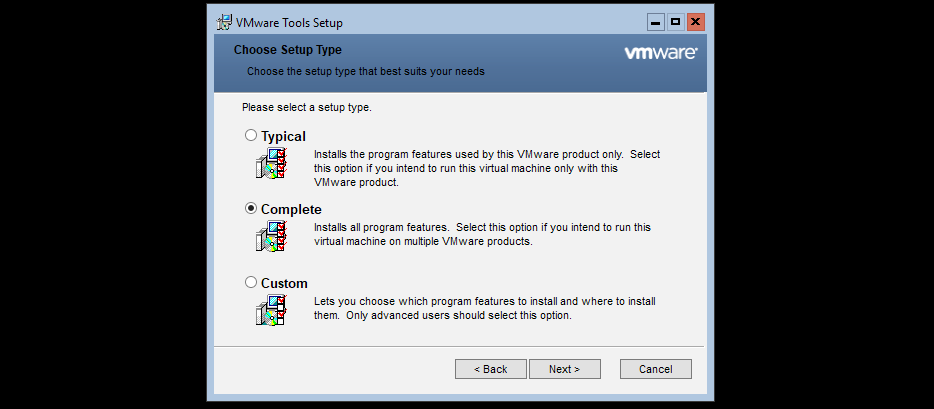 VMware Tools Setup
Choose Setup Type
vmware®
Choose the setup type that best suits your needs
Please select a setup type.
Typical
Installs the program features used by this VMware product only.  Select
this option if you intend to run this virtual machine only with this
VMware product.
Complete
Installs all program features.  Select this option if you intend to run this
virtual machine on multiple VMware products.
Custom
Lets you choose which program features to install and where to install
them.  Only advanced users should select this option.
< Back
Next >
Cancel